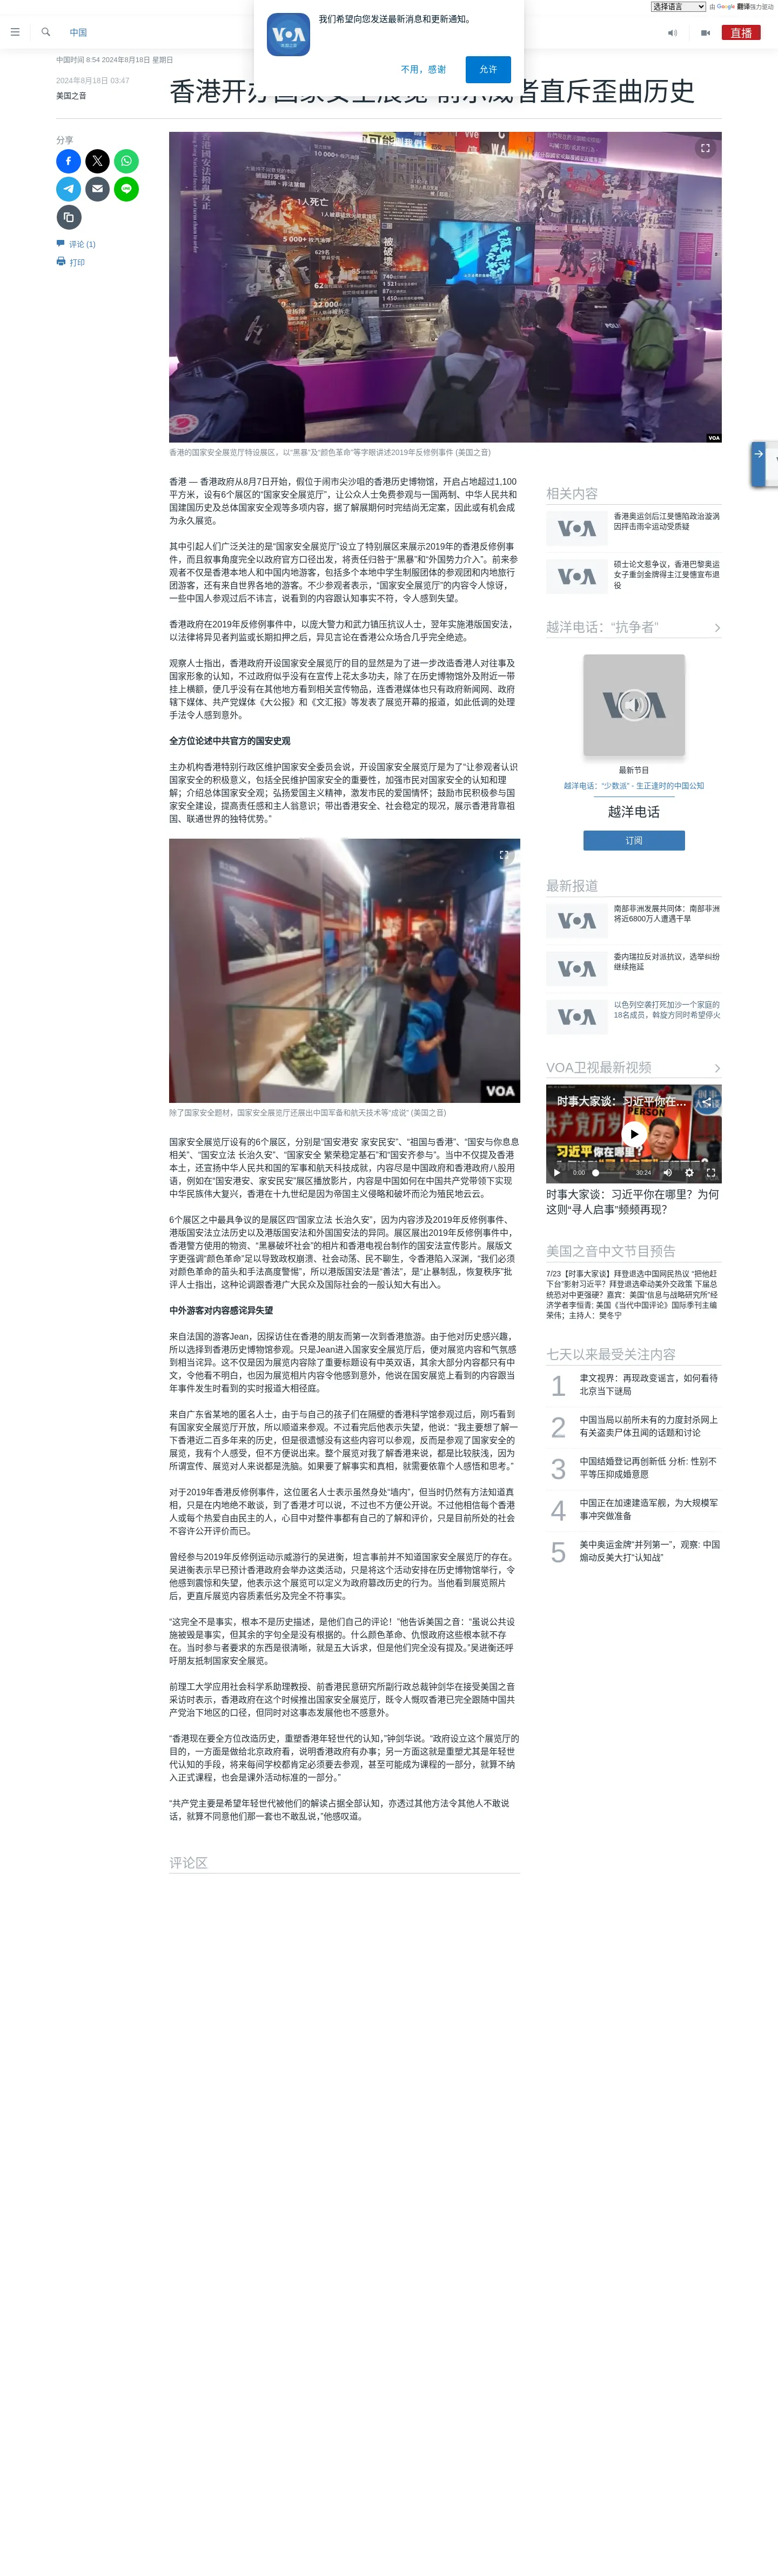 选择语言 由 Google 翻译强力驱动
我们希望向您发送最新消息和更新通知。
不用，感谢 允许
中国
直播
中国时间 8:54 2024年8月18日 星期日
2024年8月18日 03:47
美国之音
分享
评论 (1)
打印
香港的国家安全展览厅特设展区，以“黑暴”及“颜色革命”等字眼讲述2019年反修例事件 (美国之音)
香港 — 香港政府从8月7日开始，假位于闹市尖沙咀的香港历史博物馆，开启占地超过1,100
平方米，设有6个展区的“国家安全展览厅”，让公众人士免费参观与一国两制、中华人民共和
国建国历史及总体国家安全观等多项内容，据了解展期何时完结尚无定案，因此或有机会成
为永久展览。
其中引起人们广泛关注的是“国家安全展览厅”设立了特别展区来展示2019年的香港反修例事
件，而且叙事角度完全以政府官方口径出发，将责任归咎于“黑暴”和“外国势力介入”。前来参
观者不仅是香港本地人和中国内地游客，包括多个本地中学生制服团体的参观团和内地旅行
团游客，还有来自世界各地的游客。不少参观者表示，“国家安全展览厅”的内容令人惊讶，
一些中国人参观过后不讳言，说看到的内容跟认知事实不符，令人感到失望。
香港政府在2019年反修例事件中，以庞大警力和武力镇压抗议人士，翌年实施港版国安法，
以法律将异见者判监或长期扣押之后，异见言论在香港公众场合几乎完全绝迹。
观察人士指出，香港政府开设国家安全展览厅的目的显然是为了进一步改造香港人对往事及
国家形象的认知，不过政府似乎没有在宣传上花太多功夫，除了在历史博物馆外及附近一带
挂上横额，便几乎没有在其他地方看到相关宣传物品，连香港媒体也只有政府新闻网、政府
辖下媒体、共产党媒体《大公报》和《文汇报》等发表了展览开幕的报道，如此低调的处理
手法令人感到意外。
全方位论述中共官方的国安史观
主办机构香港特别行政区维护国家安全委员会说，开设国家安全展览厅是为了“让参观者认识
国家安全的积极意义，包括全民维护国家安全的重要性，加强市民对国家安全的认知和理
解；介绍总体国家安全观；弘扬爱国主义精神，激发市民的爱国情怀；鼓励市民积极参与国
家安全建设，提高责任感和主人翁意识；带出香港安全、社会稳定的现况，展示香港背靠祖
国、联通世界的独特优势。”
VOA
除了国家安全题材，国家安全展览厅还展出中国军备和航天技术等“成说” (美国之音)
国家安全展览厅设有的6个展区，分别是“国安港安 家安民安”、“祖国与香港”、“国安与你息息
相关”、“国安立法 长治久安”、“国家安全 繁荣稳定基石”和“国安齐参与”。当中不仅提及香港
本土，还宣扬中华人民共和国的军事和航天科技成就，内容尽是中国政府和香港政府八股用
语，例如在“国安港安、家安民安”展区播放影片，内容是中国如何在中国共产党带领下实现
中华民族伟大复兴，香港在十九世纪是因为帝国主义侵略和破坏而沦为殖民地云云。
6个展区之中最具争议的是展区四“国家立法 长治久安”，因为内容涉及2019年反修例事件、
港版国安法立法历史以及港版国安法和外国国安法的异同。展区展出2019年反修例事件中，
香港警方使用的物资、“黑暴破坏社会”的相片和香港电视台制作的国安法宣传影片。展版文
字更强调“颜色革命”足以导致政权崩溃、社会动荡、民不聊生，令香港陷入深渊，“我们必须
对颜色革命的苗头和手法高度警惕”，所以港版国安法是“善法”，是“止暴制乱，恢复秩序”批
评人士指出，这种论调跟香港广大民众及国际社会的一般认知大有出入。
中外游客对内容感诧异失望
来自法国的游客Jean，因探访住在香港的朋友而第一次到香港旅游。由于他对历史感兴趣，
所以选择到香港历史博物馆参观。只是Jean进入国家安全展览厅后，便对展览内容和气氛感
到相当诧异。这不仅是因为展览内容除了重要标题设有中英双语，其余大部分内容都只有中
文，令他看不明白，也因为展览相片内容令他感到意外，他说在国安展览上看到的内容跟当
年事件发生时看到的实时报道大相径庭。
来自广东省某地的匿名人士，由于与自己的孩子们在隔壁的香港科学馆参观过后，刚巧看到
有国家安全展览厅开放，所以顺道来参观。不过看完后他表示失望，他说：“我主要想了解一
下香港近二百多年来的历史，但是很遗憾没有这些内容可以参观，反而是参观了国家安全的
展览，我有个人感受，但不方便说出来。整个展览对我了解香港来说，都是比较肤浅，因为
所谓宣传、展览对人来说都是洗脑。如果要了解事实和真相，就需要依靠个人感悟和思考。”
对于2019年香港反修例事件，这位匿名人士表示虽然身处“墙内”，但当时仍然有方法知道真
相，只是在内地绝不敢谈，到了香港才可以说，不过也不方便公开说。不过他相信每个香港
人或每个热爱自由民主的人，心目中对整件事都有自己的了解和评价，只是目前所处的社会
不容许公开评价而已。
曾经参与2019年反修例运动示威游行的吴进衡，坦言事前并不知道国家安全展览厅的存在。
吴进衡表示早已预计香港政府会举办这类活动，只是将这个活动安排在历史博物馆举行，令
他感到震惊和失望，他表示这个展览可以定义为政府篡改历史的行为。当他看到展览照片
后，更直斥展览内容质素低劣及完全不符事实。
“这完全不是事实，根本不是历史描述，是他们自己的评论！”他告诉美国之音：“虽说公共设
施被毁是事实，但其余的字句全是没有根据的。什么颜色革命、仇恨政府这些根本就不存
在。当时参与者要求的东西是很清晰，就是五大诉求，但是他们完全没有提及。”吴进衡还呼
吁朋友抵制国家安全展览。
前理工大学应用社会科学系助理教授、前香港民意研究所副行政总裁钟剑华在接受美国之音
采访时表示，香港政府在这个时候推出国家安全展览厅，既令人慨叹香港已完全跟随中国共
产党治下地区的口径，但同时对这事态发展他也不感意外。
“香港现在要全方位改造历史，重塑香港年轻世代的认知，”钟剑华说。“政府设立这个展览厅的
目的，一方面是做给北京政府看，说明香港政府有办事；另一方面这就是重塑尤其是年轻世
代认知的手段，将来每间学校都肯定必须要去参观，甚至可能成为课程的一部分，就算不纳
入正式课程，也会是课外活动标准的一部分。”
“共产党主要是希望年轻世代被他们的解读占据全部认知，亦透过其他方法令其他人不敢说
话，就算不同意他们那一套也不敢乱说，”他感叹道。
评论区
相关内容
香港奥运剑后江旻憓陷政治漩涡
因抨击雨伞运动受质疑
硕士论文惹争议，香港巴黎奥运
女子重剑金牌得主江旻憓宣布退
役
越洋电话：“抗争者”
最新节目
越洋电话：“少数派” - 生正逢时的中国公知
越洋电话
订阅
最新报道
南部非洲发展共同体：南部非洲
将近6800万人遭遇干旱
委内瑞拉反对派抗议，选举纠纷
继续拖延
以色列空袭打死加沙一个家庭的
18名成员，斡旋方同时希望停火
VOA卫视最新视频
时事大家谈：习近平你在…
0:00 30:24
时事大家谈：习近平你在哪里？为何
这则“寻人启事”频频再现？
美国之音中文节目预告
7/23【时事大家谈】拜登退选中国网民热议 “把他赶
下台”影射习近平？拜登退选牵动美外交政策 下届总
统恐对中更强硬？嘉宾：美国“信息与战略研究所”经
济学者李恒青; 美国《当代中国评论》国际季刊主编
荣伟；主持人：樊冬宁
七天以来最受关注内容
1 聿文视界：再现政变谣言，如何看待
北京当下谜局
2 中国当局以前所未有的力度封杀网上
有关盗卖尸体丑闻的话题和讨论
3 中国结婚登记再创新低 分析: 性别不
平等压抑成婚意愿
4 中国正在加速建造军舰，为大规模军
事冲突做准备
5 美中奥运金牌“并列第一”，观察: 中国
煽动反美大打“认知战”